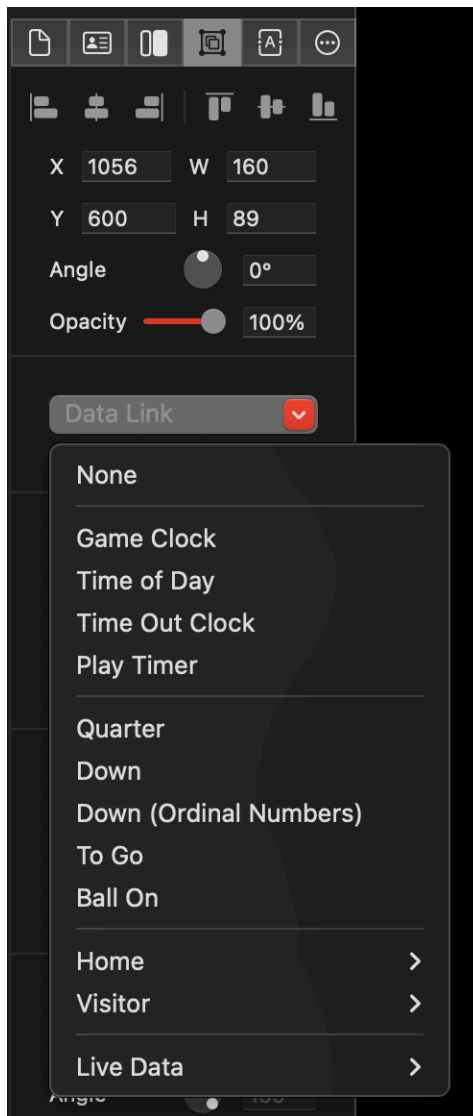 A
X 1056 W 160
Y 600 H 89
Angle 0°
Opacity 100%
Data Link
None
Game Clock
Time of Day
Time Out Clock
Play Timer
Quarter
Down
Down (Ordinal Numbers)
To Go
Ball On
Home
Visitor
Live Data
Angle